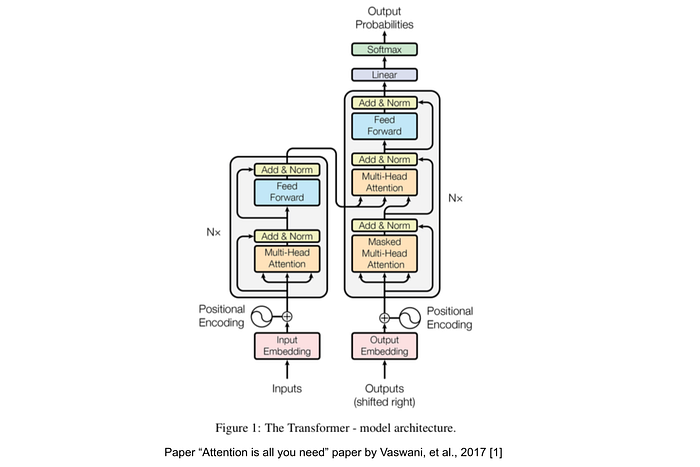 Output
Probabilities
Softmax
Linear
Add & Norm
Feed
Forward
Add & Norm
Multi-Head
Attention
Add & Norm
Masked
Multi-Head
Attention
Nx
Positional
Encoding
Output
Embedding
Outputs
(shifted right)
Add & Norm
Feed
Forward
Add & Norm
Multi-Head
Attention
Nx
Positional
Encoding
Input
Embedding
Inputs
Figure 1: The Transformer - model architecture.
Paper “Attention is all you need” paper by Vaswani, et al., 2017 [1]